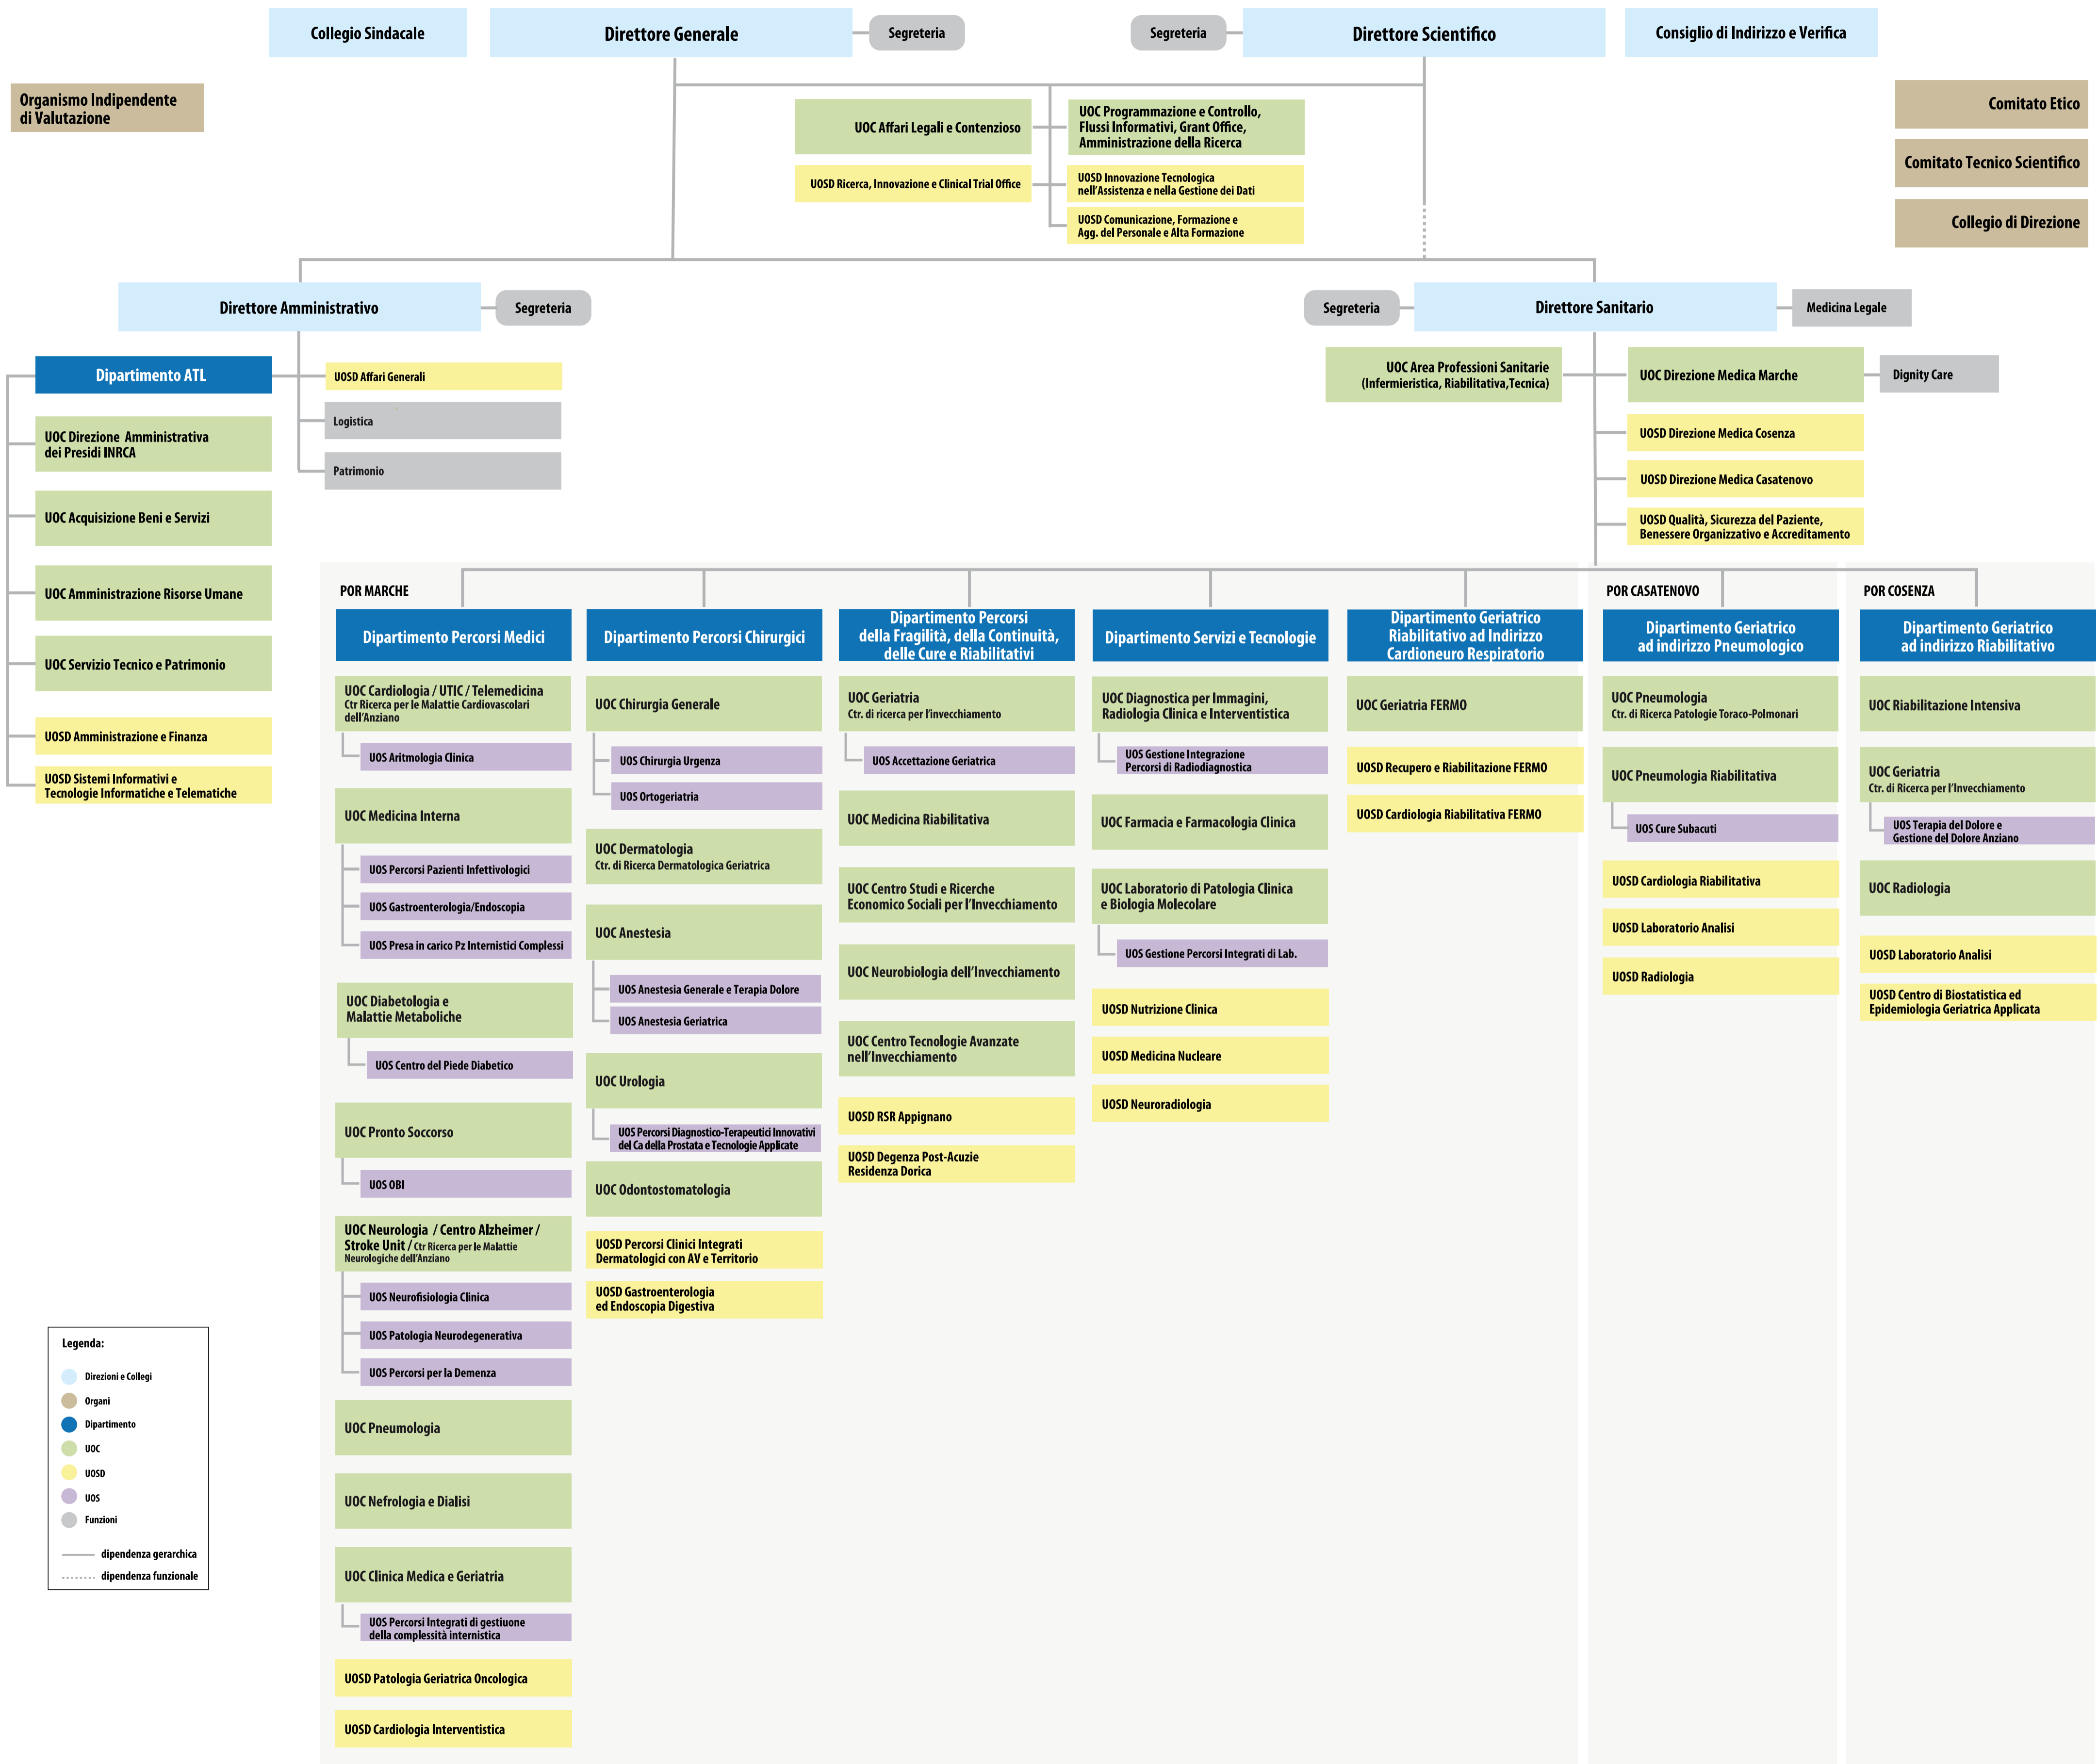 Collegio Sindacale
Direttore Generale
Segreteria
Segreteria
Direttore Scientifico
Consiglio di Indirizzo e Verifica
Organismo Indipendente
di Valutazione
Comitato Etico
Comitato Tecnico Scientifico
Collegio di Direzione
UOC Affari Legali e Contenzioso
UOC Programmazione e Controllo,
Flussi Informativi, Grant Office,
Amministrazione della Ricerca
UOSD Ricerca, Innovazione e Clinical Trial Office
UOSD Innovazione Tecnologica
nell'Assistenza e nella Gestione dei Dati
UOSD Comunicazione, Formazione e
Agg. del Personale e Alta Formazione
Direttore Amministrativo
Segreteria
Segreteria
Direttore Sanitario
Medicina Legale
Dipartimento ATL
UOSD Affari Generali
Logistica
Patrimonio
UOC Direzione Amministrativa
dei Presidi INRCA
UOC Acquisizione Beni e Servizi
UOC Amministrazione Risorse Umane
UOC Servizio Tecnico e Patrimonio
UOSD Amministrazione e Finanza
UOSD Sistemi Informativi e
Tecnologie Informatiche e Telematiche
UOC Area Professioni Sanitarie
(Infermieristica, Riabilitativa,Tecnica)
UOC Direzione Medica Marche
Dignity Care
UOSD Direzione Medica Cosenza
UOSD Direzione Medica Casatenovo
UOSD Qualità, Sicurezza del Paziente,
Benessere Organizzativo e Accreditamento
POR MARCHE
Dipartimento Percorsi Medici
UOC Cardiologia / UTIC / Telemedicina
Ctr Ricerca per le Malattie Cardiovascolari
dell'Anziano
UOS Aritmologia Clinica
UOC Medicina Interna
UOS Percorsi Pazienti Infettivologici
UOS Gastroenterologia/Endoscopia
UOS Presa in carico Pz Internistici Complessi
UOC Diabetologia e
Malattie Metaboliche
UOS Centro del Piede Diabetico
UOC Pronto Soccorso
UOS OBI
UOC Neurologia / Centro Alzheimer /
Stroke Unit / Ctr Ricerca per le Malattie
Neurologiche dell'Anziano
UOS Neurofisiologia Clinica
UOS Patologia Neurodegenerativa
UOS Percorsi per la Demenza
UOC Pneumologia
UOC Nefrologia e Dialisi
UOC Clinica Medica e Geriatria
UOS Percorsi Integrati di gestiuone
della complessità internistica
UOSD Patologia Geriatrica Oncologica
UOSD Cardiologia Interventistica
Dipartimento Percorsi Chirurgici
UOC Chirurgia Generale
UOS Chirurgia Urgenza
UOS Ortogeriatria
UOC Dermatologia
Ctr. di Ricerca Dermatologica Geriatrica
UOC Anestesia
UOS Anestesia Generale e Terapia Dolore
UOS Anestesia Geriatrica
UOC Urologia
UOS Percorsi Diagnostico-Terapeutici Innovativi
del Ca della Prostata e Tecnologie Applicate
UOC Odontostomatologia
UOSD Percorsi Clinici Integrati
Dermatologici con AV e Territorio
UOSD Gastroenterologia
ed Endoscopia Digestiva
Dipartimento Percorsi
della Fragilità, della Continuità,
delle Cure e Riabilitativi
UOC Geriatria
Ctr. di ricerca per l'invecchiamento
UOS Accettazione Geriatrica
UOC Medicina Riabilitativa
UOC Centro Studi e Ricerche
Economico Sociali per l'Invecchiamento
UOC Neurobiologia dell'Invecchiamento
UOC Centro Tecnologie Avanzate
nell'Invecchiamento
UOSD RSR Appignano
UOSD Degenza Post-Acuzie
Residenza Dorica
Dipartimento Servizi e Tecnologie
UOC Diagnostica per Immagini,
Radiologia Clinica e Interventistica
UOS Gestione Integrazione
Percorsi di Radiodiagnostica
UOC Farmacia e Farmacologia Clinica
UOC Laboratorio di Patologia Clinica
e Biologia Molecolare
UOS Gestione Percorsi Integrati di Lab.
UOSD Nutrizione Clinica
UOSD Medicina Nucleare
UOSD Neuroradiologia
Dipartimento Geriatrico
Riabilitativo ad Indirizzo
Cardioneuro Respiratorio
UOC Geriatria FERMO
UOSD Recupero e Riabilitazione FERMO
UOSD Cardiologia Riabilitativa FERMO
POR CASATENOVO
Dipartimento Geriatrico
ad indirizzo Pneumologico
UOC Pneumologia
Ctr. di Ricerca Patologie Toraco-Polmonari
UOC Pneumologia Riabilitativa
UOS Cure Subacuti
UOSD Cardiologia Riabilitativa
UOSD Laboratorio Analisi
UOSD Radiologia
POR COSENZA
Dipartimento Geriatrico
ad indirizzo Riabilitativo
UOC Riabilitazione Intensiva
UOC Geriatria
Ctr. di Ricerca per l'Invecchiamento
UOS Terapia del Dolore e
Gestione del Dolore Anziano
UOC Radiologia
UOSD Laboratorio Analisi
UOSD Centro di Biostatistica ed
Epidemiologia Geriatrica Applicata
Legenda:
Direzioni e Collegi
Organi
Dipartimento
UOC
UOSD
UOS
Funzioni
dipendenza gerarchica
dipendenza funzionale